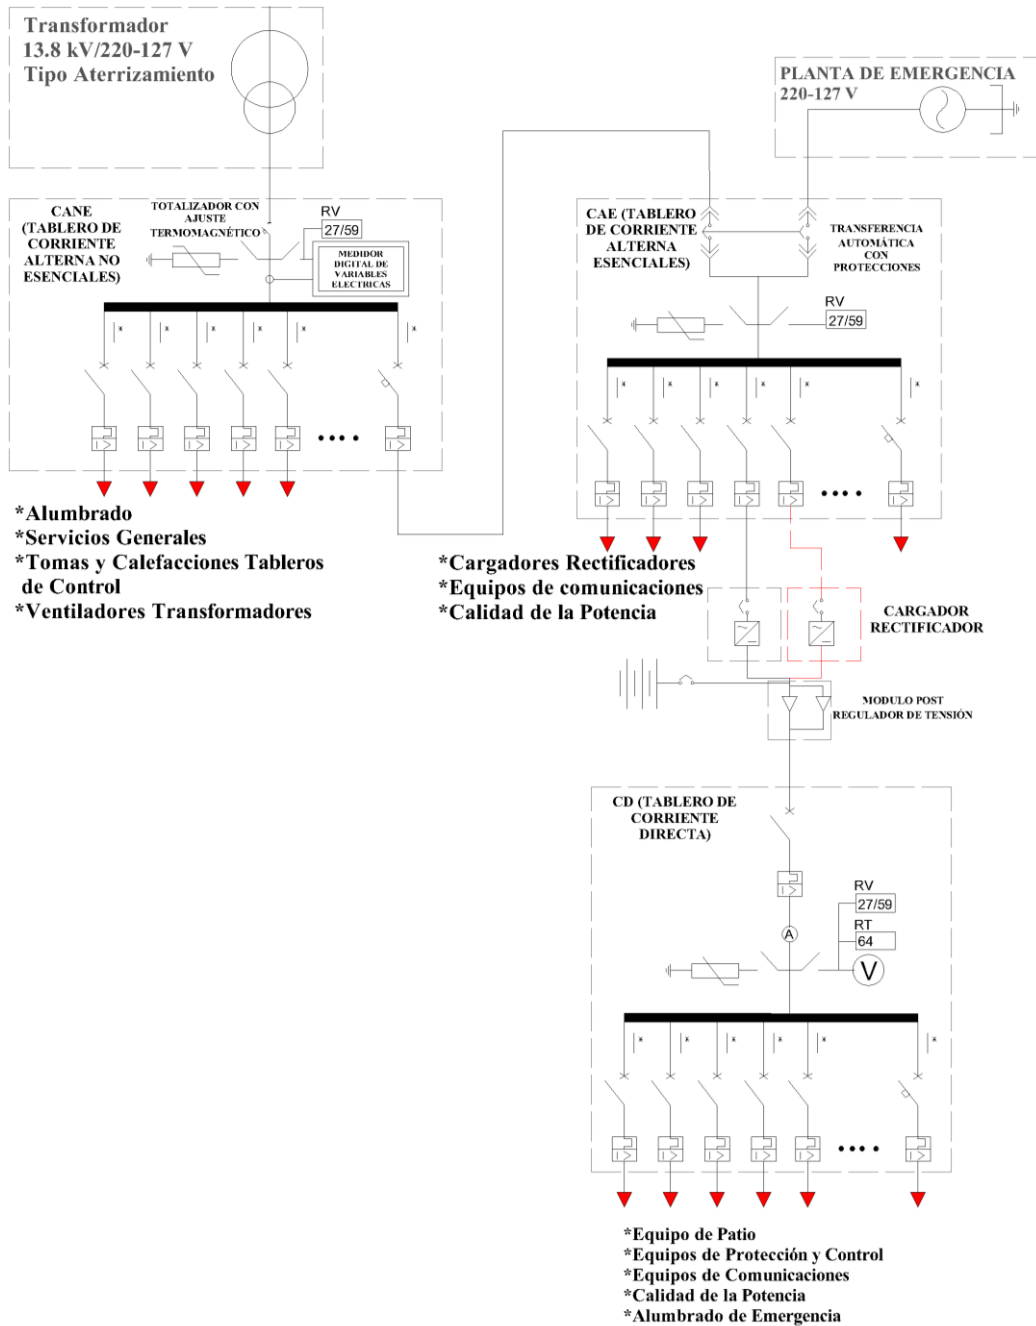 Transformador
13.8 kV/220-127 V
Tipo Aterrizamiento
PLANTA DE EMERGENCIA
220-127 V
CANE
(TABLERO DE
CORRIENTE
ALTERNA NO
ESENCIALES)
TOTALIZADOR CON
AJUSTE
TERMOMAGNÉTICO
RV
27/59
MEDIDOR
DIGITAL DE
VARIABLES
ELECTRICAS
* * * * * *
*Alumbrado
*Servicios Generales
*Tomas y Calefacciones Tableros
de Control
*Ventiladores Transformadores
CAE (TABLERO
DE CORRIENTE
ALTERNA
ESENCIALES)
TRANSFERENCIA
AUTOMÁTICA
CON
PROTECCIONES
RV
27/59
* * * * * *
*Cargadores Rectificadores
*Equipos de comunicaciones
*Calidad de la Potencia
CARGADOR
RECTIFICADOR
MODULO POST
REGULADOR DE TENSIÓN
CD (TABLERO DE
CORRIENTE
DIRECTA)
RV
27/59
RT
64
A
V
* * * * * *
*Equipo de Patio
*Equipos de Protección y Control
*Equipos de Comunicaciones
*Calidad de la Potencia
*Alumbrado de Emergencia